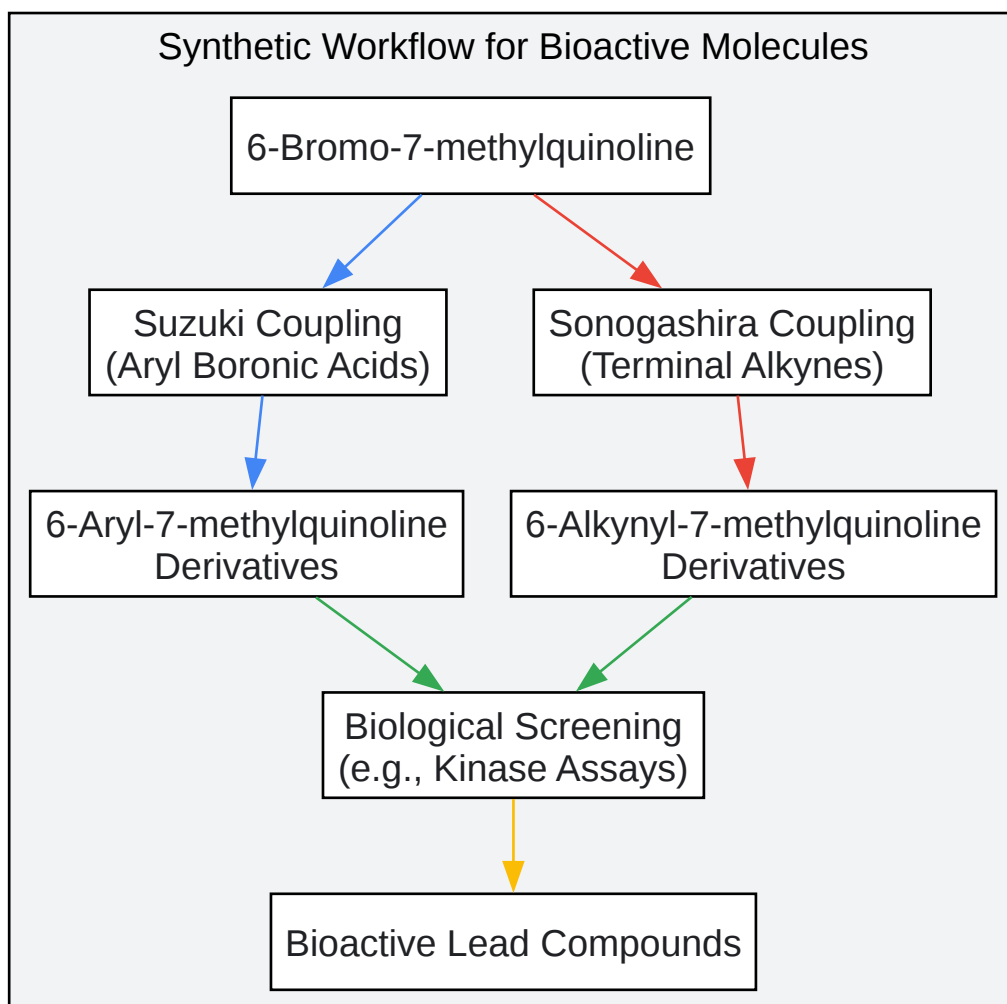 Synthetic Workflow for Bioactive Molecules
6-Bromo-7-methylquinoline
Suzuki Coupling
(Aryl Boronic Acids)
Sonogashira Coupling
(Terminal Alkynes)
6-Aryl-7-methylquinoline
Derivatives
6-Alkynyl-7-methylquinoline
Derivatives
Biological Screening
(e.g., Kinase Assays)
Bioactive Lead Compounds